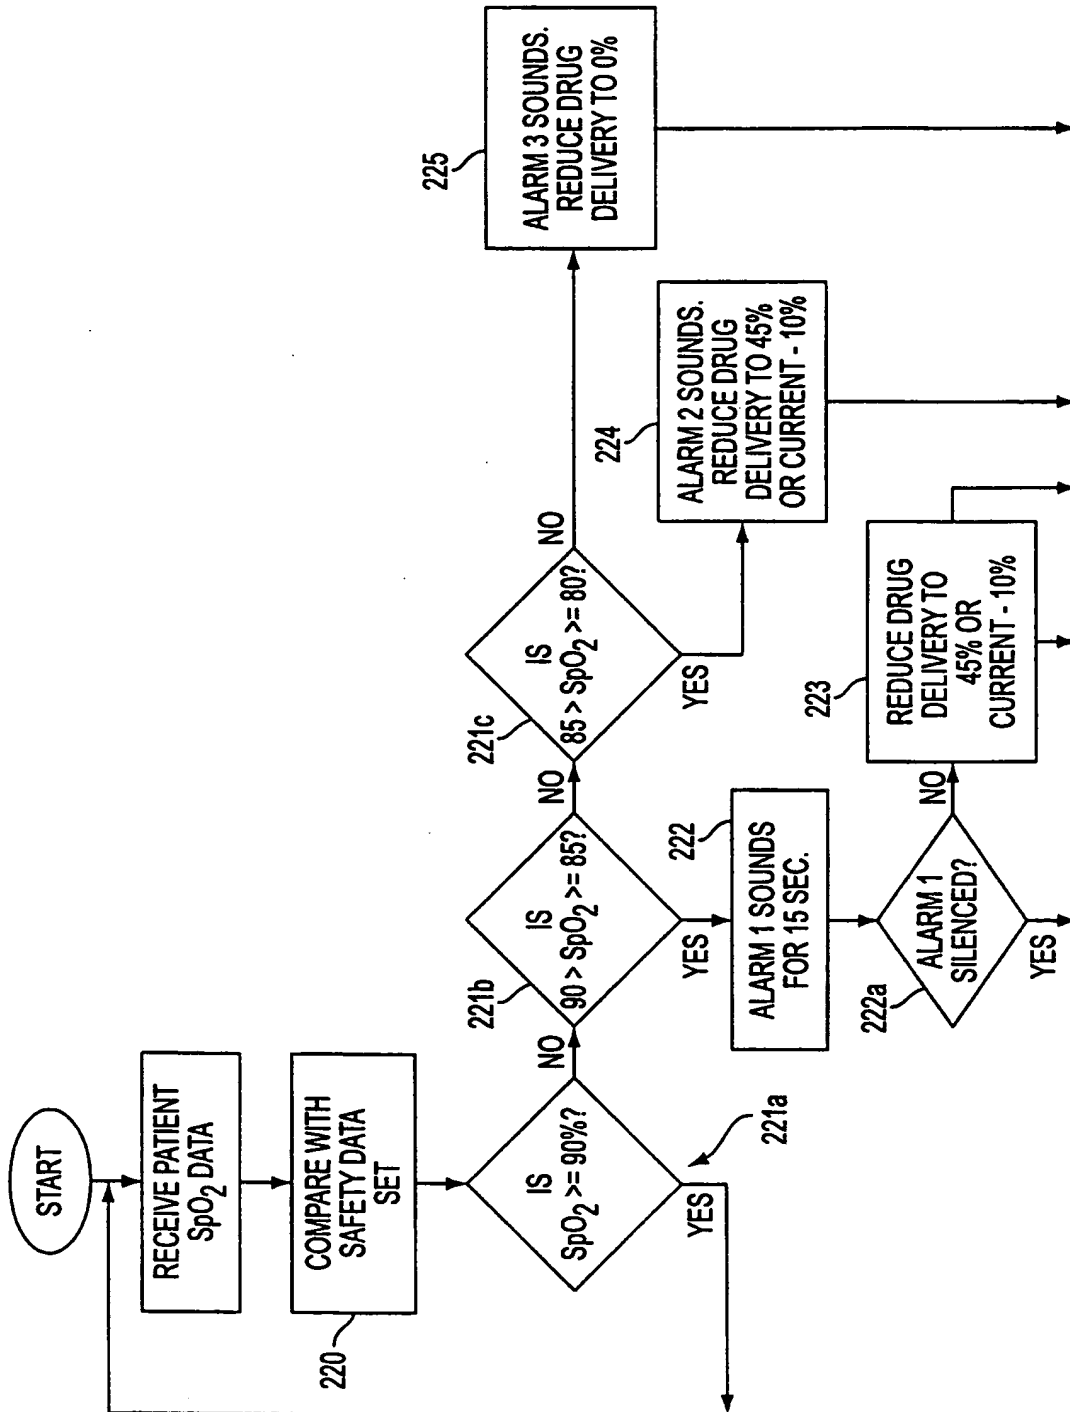 START
RECEIVE PATIENT
SpO2 DATA
COMPARE WITH
SAFETY DATA
SET
220
IS
SpO2 >= 90%?
221a
YES
NO
IS
90 > SpO2 >= 85?
221b
YES
NO
IS
85 > SpO2 >= 80?
221c
YES
NO
ALARM 1 SOUNDS
FOR 15 SEC.
222
ALARM 1
SILENCED?
222a
YES
NO
REDUCE DRUG
DELIVERY TO
45% OR
CURRENT - 10%
223
ALARM 2 SOUNDS.
REDUCE DRUG
DELIVERY TO 45%
OR CURRENT - 10%
224
ALARM 3 SOUNDS.
REDUCE DRUG
DELIVERY TO 0%
225